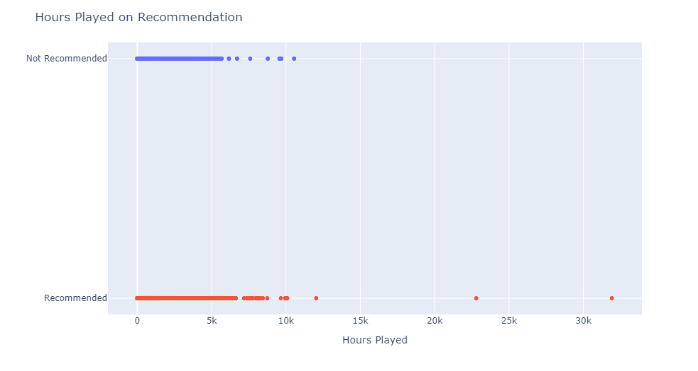 Hours Played on Recommendation
Not Recommended
Recommended
0 5k 10k 15k 20k 25k 30k
Hours Played